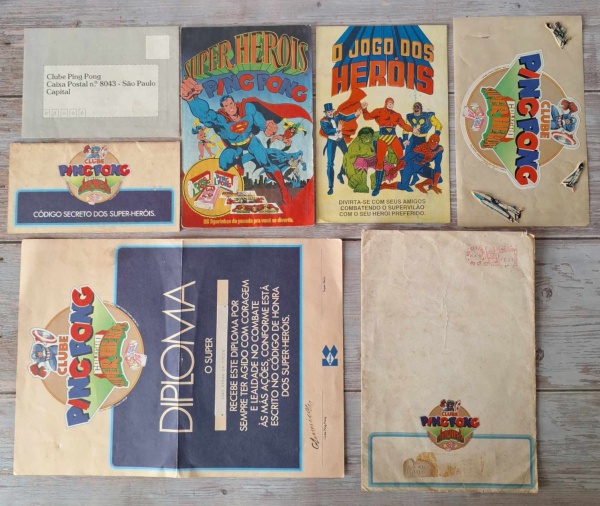 Clube Ping Pong
Caixa Postal n.º 8043 - São Paulo
Capital
SUPER HERÓIS
PING PONG
O JOGO DOS
HERÓIS
DIVIRTA-SE COM SEUS AMIGOS
COMBATENDO O SUPERVILÃO
COM O SEU HERÓI PREFERIDO.
CLUBE
PING PONG
CLUBE
PING PONG
CÓDIGO SECRETO DOS SUPER-HERÓIS.
CLUBE
PING PONG
DIPLOMA
O SUPER
RECEBE ESTE DIPLOMA POR
SEMPRE TER AGIDO COM CORAGEM
E LEALDADE NO COMBATE
ÀS MÁS AÇÕES, CONFORME ESTÁ
ESCRITO NO CÓDIGO DE HONRA
DOS SUPER-HERÓIS.
CLUBE
PING PONG